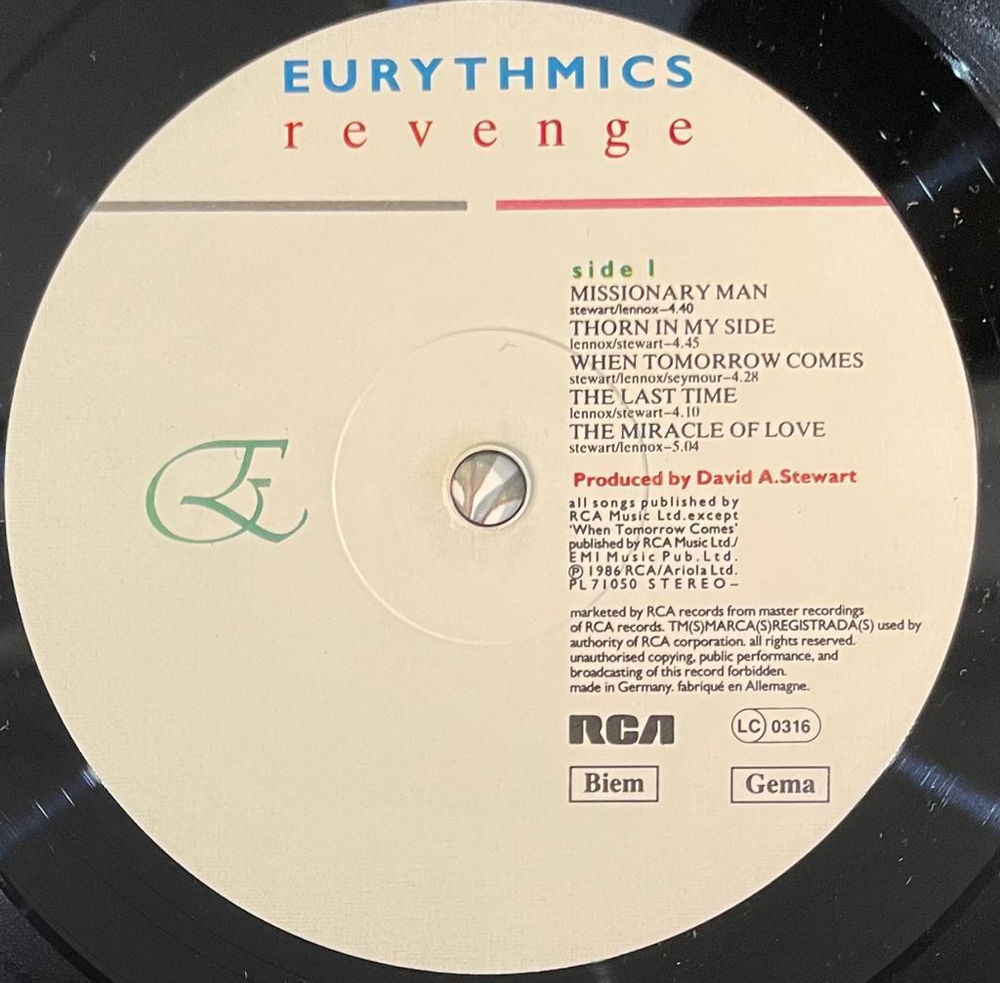 EURYTHMICS
revenge
side 1
MISSIONARY MAN
stewart/lennox–4.40
THORN IN MY SIDE
lennox/stewart–4.45
WHEN TOMORROW COMES
stewart/lennox/seymour–4.28
THE LAST TIME
lennox/stewart–4.10
THE MIRACLE OF LOVE
stewart/lennox–5.04
Produced by David A.Stewart
all songs published by
RCA Music Ltd.except
'When Tomorrow Comes'
published by RCA Music Ltd./
EMI Music Pub. Ltd.
℗ 1986 RCA/Ariola Ltd.
PL 71050 STEREO–
marketed by RCA records from master recordings
of RCA records. TM(S)MARCA(S)REGISTRADA(S) used by
authority of RCA corporation. all rights reserved.
unauthorised copying, public performance, and
broadcasting of this record forbidden.
made in Germany. fabriqué en Allemagne.
RCA
LC 0316
Biem
Gema